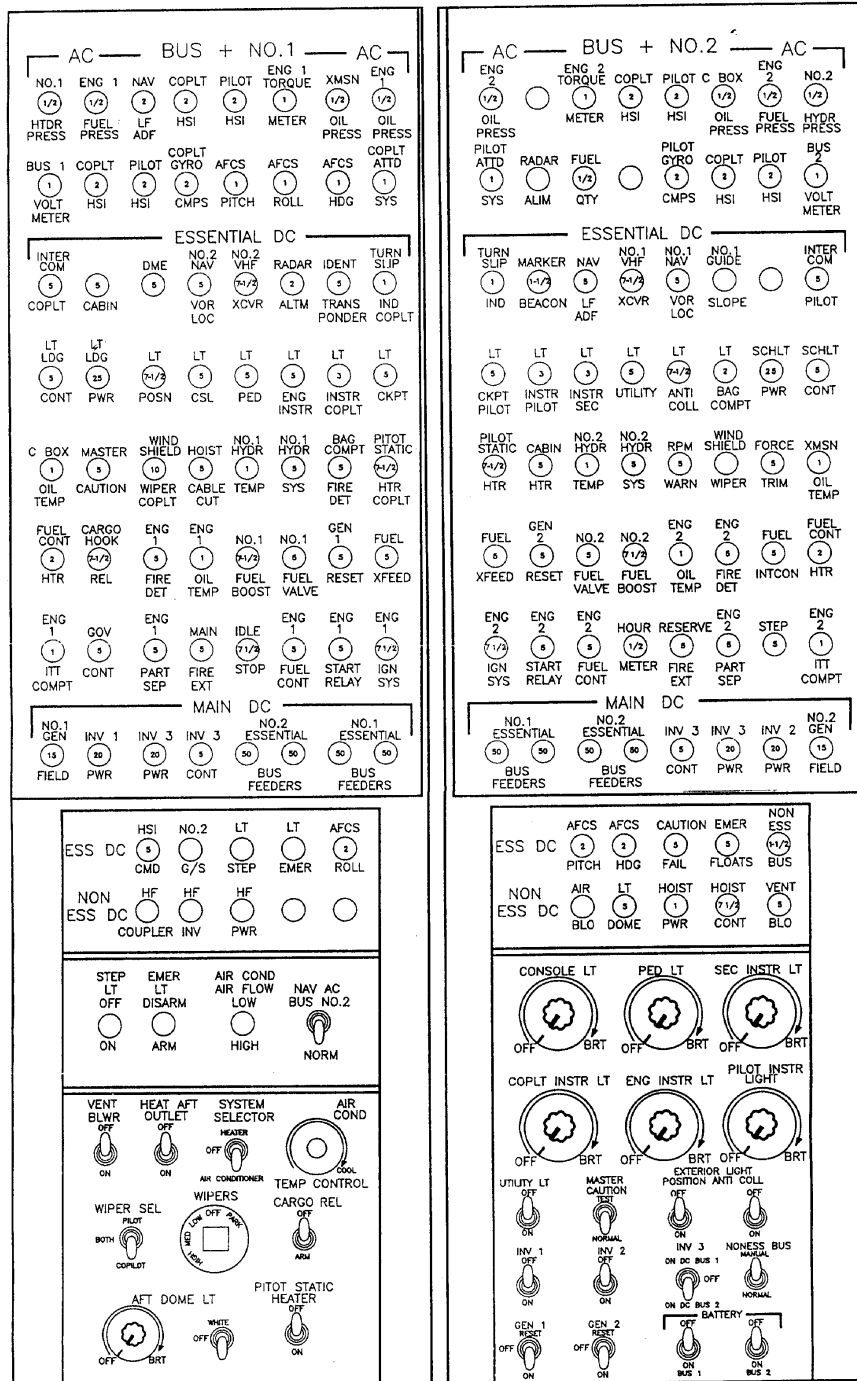 AC BUS + NO.1 AC
NO.1 ENG 1 NAV COPLT PILOT ENG 1 TORQUE XMSN ENG 1
1/2 1/2 2 2 2 1 1/2 1/2
HTDR PRESS FUEL PRESS LF ADF HSI HSI METER OIL PRESS OIL PRESS
BUS 1 COPLT PILOT COPLT GYRO AFCS AFCS AFCS COPLT ATTD
1 2 2 2 1 1 1 1
VOLT METER HSI HSI CMPS PITCH ROLL HDG SYS
ESSENTIAL DC
INTER COM DME NO.2 NAV NO.2 VHF RADAR IDENT TURN SLIP
5 5 5 5 7-1/2 2 5 1
COPLT CABIN VOR LOC XCVR ALTM TRANS PONDER IND COPLT
LT LDG LT LDG LT LT LT LT LT LT
5 25 7-1/2 5 5 5 3 5
CONT PWR POSN CSL PED ENG INSTR INSTR COPLT CKPT
C BOX MASTER WIND SHIELD HOIST NO.1 HYDR NO.1 HYDR BAG COMPT PITOT STATIC
1 5 10 5 1 5 5 7-1/2
OIL TEMP CAUTION WIPER COPLT CABLE CUT TEMP SYS FIRE DET HTR COPLT
FUEL CONT CARGO HOOK ENG 1 ENG 1 NO.1 NO.1 GEN 1 FUEL
2 7-1/2 5 1 7-1/2 5 5 5
HTR REL FIRE DET OIL TEMP FUEL BOOST FUEL VALVE RESET XFEED
ENG 1 GOV ENG 1 MAIN IDLE ENG 1 ENG 1 ENG 1
1 5 5 5 7 1/2 5 5 7 1/2
ITT COMPT CONT PART SEP FIRE EXT STOP FUEL CONT START RELAY IGN SYS
MAIN DC
NO.1 GEN INV 1 INV 3 INV 3 NO.2 ESSENTIAL NO.1 ESSENTIAL
15 20 20 5 50 50 50 50
FIELD PWR PWR CONT BUS FEEDERS BUS FEEDERS
HSI NO.2 LT LT AFCS
ESS DC 5 2
CMD G/S STEP EMER ROLL
HF HF HF
NON ESS DC
COUPLER INV PWR
STEP LT OFF EMER LT DISARM AIR COND AIR FLOW LOW NAV AC BUS NO.2
ON ARM HIGH NORM
VENT BLWR HEAT AFT OUTLET SYSTEM SELECTOR AIR COND
OFF OFF HEATER
OFF
ON ON AIR CONDITIONER COOL
TEMP CONTROL
WIPER SEL WIPERS CARGO REL
PILOT OFF
BOTH HIGH MED LOW OFF PARK
COPILOT ARM
AFT DOME LT PITOT STATIC HEATER
WHITE OFF
OFF BRT OFF ON
AC BUS + NO.2 AC
ENG 2 ENG 2 TORQUE COPLT PILOT C BOX ENG 2 NO.2
1/2 1 2 2 1/2 1/2 1/2
OIL PRESS METER HSI HSI OIL PRESS FUEL PRESS HYDR PRESS
PILOT ATTD RADAR FUEL PILOT GYRO COPLT PILOT BUS 2
1 1/2 2 2 2 1
SYS ALIM QTY CMPS HSI HSI VOLT METER
ESSENTIAL DC
TURN SLIP MARKER NAV NO.1 VHF NO.1 NAV NO.1 GUIDE INTER COM
1 1-1/2 5 7-1/2 5 5
IND BEACON LF ADF XCVR VOR LOC SLOPE PILOT
LT LT LT LT LT LT SCHLT SCHLT
5 3 3 5 7-1/2 2 25 5
CKPT PILOT INSTR PILOT INSTR SEC UTILITY ANTI COLL BAG COMPT PWR CONT
PILOT STATIC CABIN NO.2 HYDR NO.2 HYDR RPM WIND SHIELD FORCE XMSN
7-1/2 5 1 5 5 5 1
HTR HTR TEMP SYS WARN WIPER TRIM OIL TEMP
FUEL GEN 2 NO.2 NO.2 ENG 2 ENG 2 FUEL FUEL CONT
5 5 5 7 1/2 1 5 5 2
XFEED RESET FUEL VALVE FUEL BOOST OIL TEMP FIRE DET INTCON HTR
ENG 2 ENG 2 ENG 2 HOUR RESERVE ENG 2 STEP ENG 2
7 1/2 5 5 1/2 5 5 5 1
IGN SYS START RELAY FUEL CONT METER FIRE EXT PART SEP ITT COMPT
MAIN DC
NO.1 ESSENTIAL NO.2 ESSENTIAL INV 3 INV 3 INV 2 NO.2 GEN
50 50 50 50 5 20 20 15
BUS FEEDERS BUS FEEDERS CONT PWR PWR FIELD
AFCS AFCS CAUTION EMER NON ESS
ESS DC 2 2 5 5
PITCH HDG FAIL FLOATS BUS
AIR LT HOIST HOIST VENT
NON ESS DC 5 1 7 1/2 5
BLO DOME PWR CONT BLO
CONSOLE LT PED LT SEC INSTR LT
OFF BRT OFF BRT OFF BRT
COPLT INSTR LT ENG INSTR LT PILOT INSTR LIGHT
OFF BRT OFF BRT OFF BRT
UTILITY LT MASTER CAUTION EXTERIOR LIGHT POSITION ANTI COLL
OFF TEST OFF OFF
ON NORMAL ON ON
INV 1 INV 2 INV 3 NONESS BUS
OFF OFF ON DC BUS 1 MANUAL
OFF
ON ON ON DC BUS 2 NORMAL
GEN 1 GEN 2 BATTERY
RESET RESET OFF OFF
OFF OFF
ON ON ON BUS 1 ON BUS 2